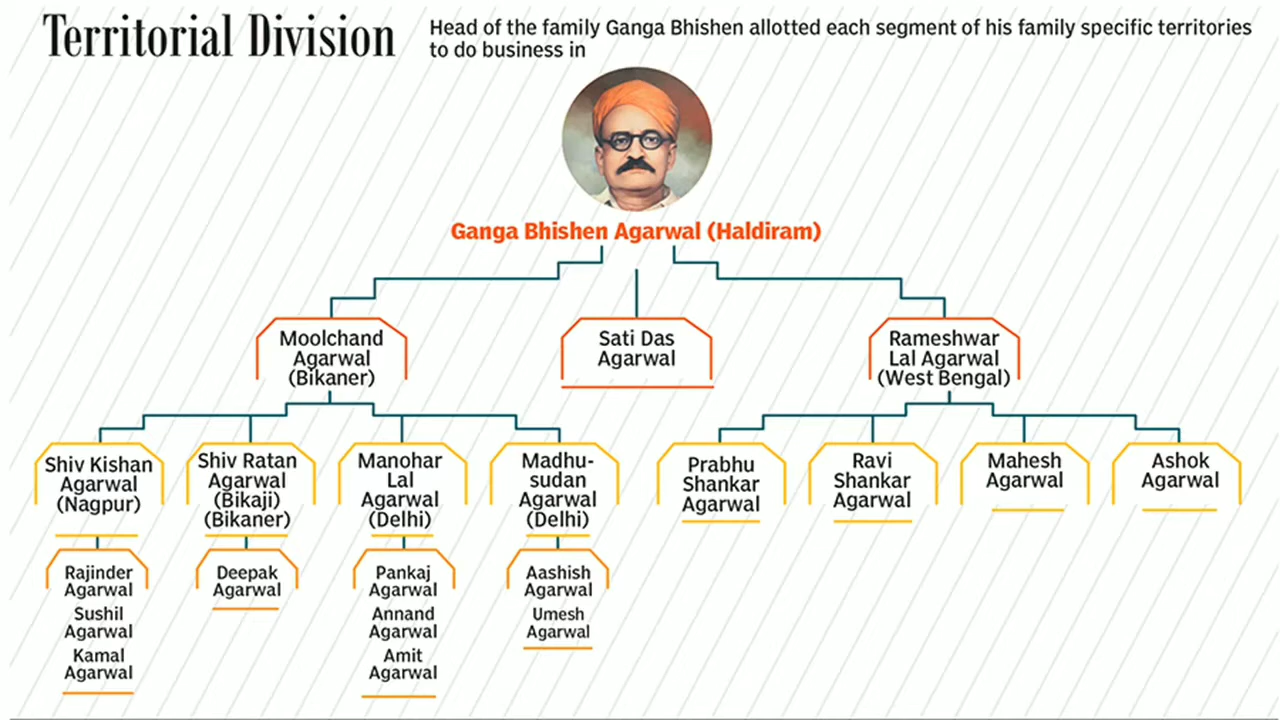 Territorial Division
Head of the family Ganga Bhishen allotted each segment of his family specific territories
to do business in
Ganga Bhishen Agarwal (Haldiram)
Moolchand
Agarwal
(Bikaner)
Sati Das
Agarwal
Rameshwar
Lal Agarwal
(West Bengal)
Shiv Kishan
Agarwal
(Nagpur)
Shiv Ratan
Agarwal
(Bikaji)
(Bikaner)
Manohar
Lal
Agarwal
(Delhi)
Madhu-
sudan
Agarwal
(Delhi)
Prabhu
Shankar
Agarwal
Ravi
Shankar
Agarwal
Mahesh
Agarwal
Ashok
Agarwal
Rajinder
Agarwal
Sushil
Agarwal
Kamal
Agarwal
Deepak
Agarwal
Pankaj
Agarwal
Annand
Agarwal
Amit
Agarwal
Aashish
Agarwal
Umesh
Agarwal